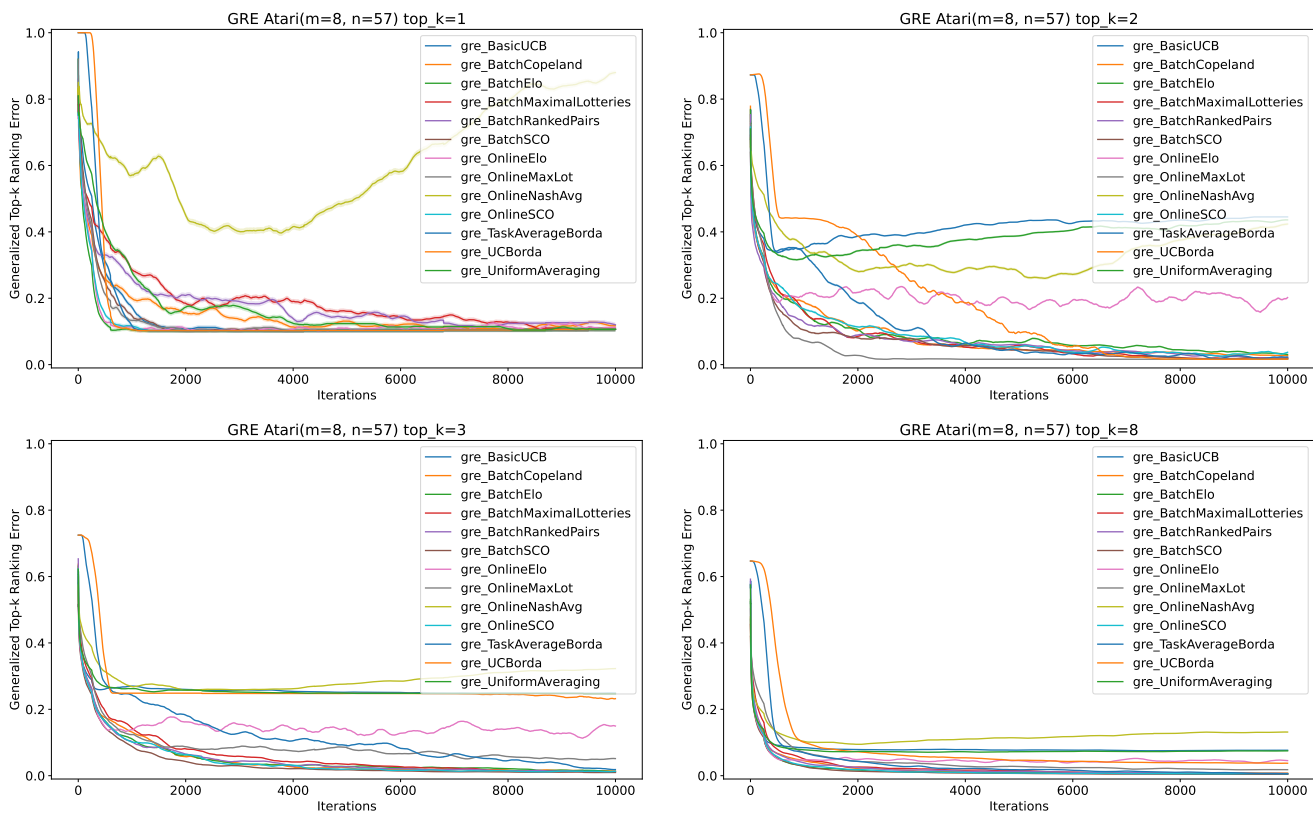 GRE Atari(m=8, n=57) top_k=1
Generalized Top-k Ranking Error
1.0
0.8
0.6
0.4
0.2
0.0
0
2000
4000
6000
8000
10000
Iterations
gre_BasicUCB
gre_BatchCopeland
gre_BatchElo
gre_BatchMaximalLotteries
gre_BatchRankedPairs
gre_BatchSCO
gre_OnlineElo
gre_OnlineMaxLot
gre_OnlineNashAvg
gre_OnlineSCO
gre_TaskAverageBorda
gre_UCBorda
gre_UniformAveraging
GRE Atari(m=8, n=57) top_k=2
Generalized Top-k Ranking Error
1.0
0.8
0.6
0.4
0.2
0.0
0
2000
4000
6000
8000
10000
Iterations
gre_BasicUCB
gre_BatchCopeland
gre_BatchElo
gre_BatchMaximalLotteries
gre_BatchRankedPairs
gre_BatchSCO
gre_OnlineElo
gre_OnlineMaxLot
gre_OnlineNashAvg
gre_OnlineSCO
gre_TaskAverageBorda
gre_UCBorda
gre_UniformAveraging
GRE Atari(m=8, n=57) top_k=3
Generalized Top-k Ranking Error
1.0
0.8
0.6
0.4
0.2
0.0
0
2000
4000
6000
8000
10000
Iterations
gre_BasicUCB
gre_BatchCopeland
gre_BatchElo
gre_BatchMaximalLotteries
gre_BatchRankedPairs
gre_BatchSCO
gre_OnlineElo
gre_OnlineMaxLot
gre_OnlineNashAvg
gre_OnlineSCO
gre_TaskAverageBorda
gre_UCBorda
gre_UniformAveraging
GRE Atari(m=8, n=57) top_k=8
Generalized Top-k Ranking Error
1.0
0.8
0.6
0.4
0.2
0.0
0
2000
4000
6000
8000
10000
Iterations
gre_BasicUCB
gre_BatchCopeland
gre_BatchElo
gre_BatchMaximalLotteries
gre_BatchRankedPairs
gre_BatchSCO
gre_OnlineElo
gre_OnlineMaxLot
gre_OnlineNashAvg
gre_OnlineSCO
gre_TaskAverageBorda
gre_UCBorda
gre_UniformAveraging